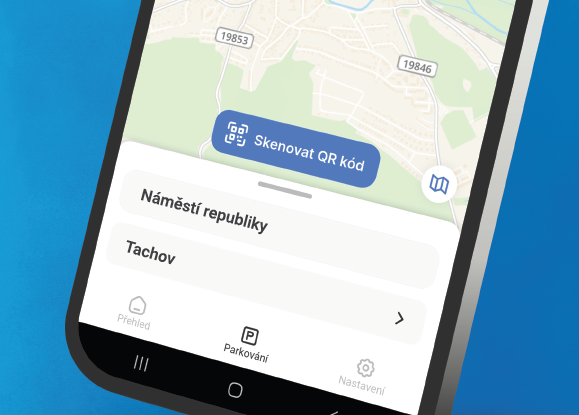 19853
19846
Skenovat QR kód
Náměstí republiky
Tachov
Přehled
Parkování
Nastavení